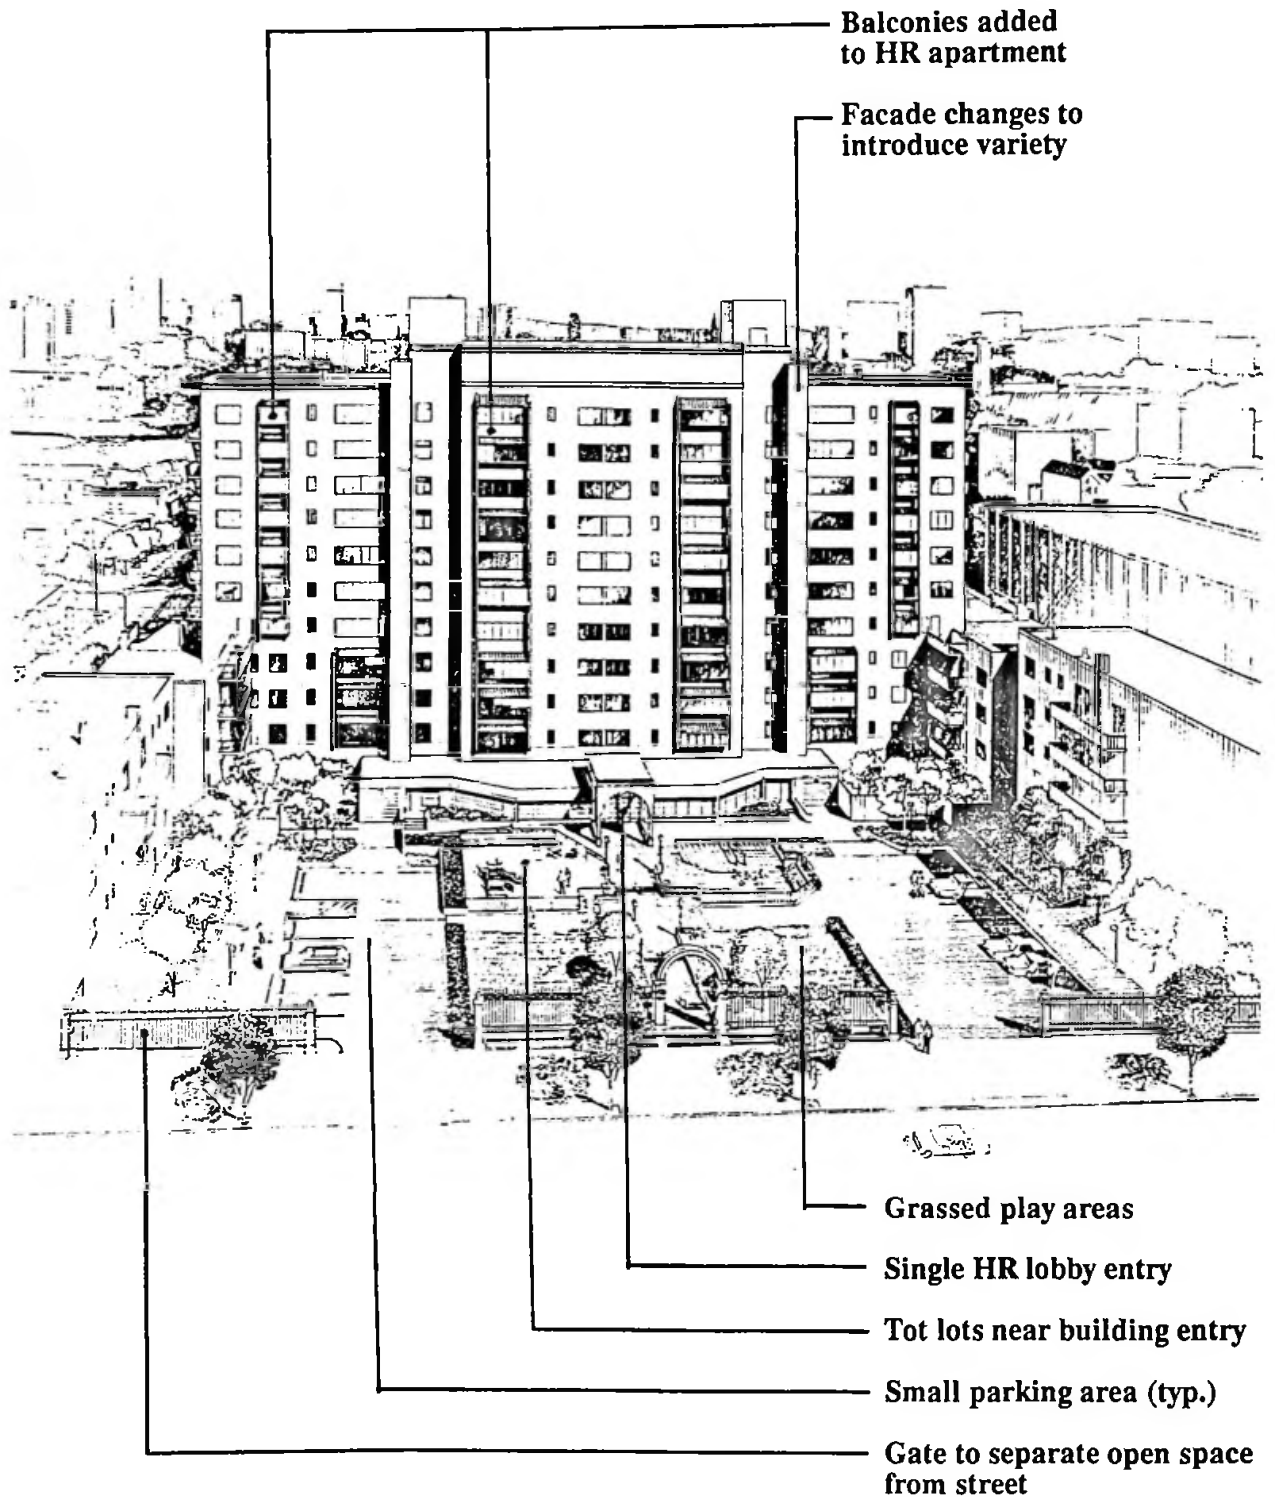 Balconies added
to HR apartment
Facade changes to
introduce variety
Grassed play areas
Single HR lobby entry
Tot lots near building entry
Small parking area (typ.)
Gate to separate open space
from street